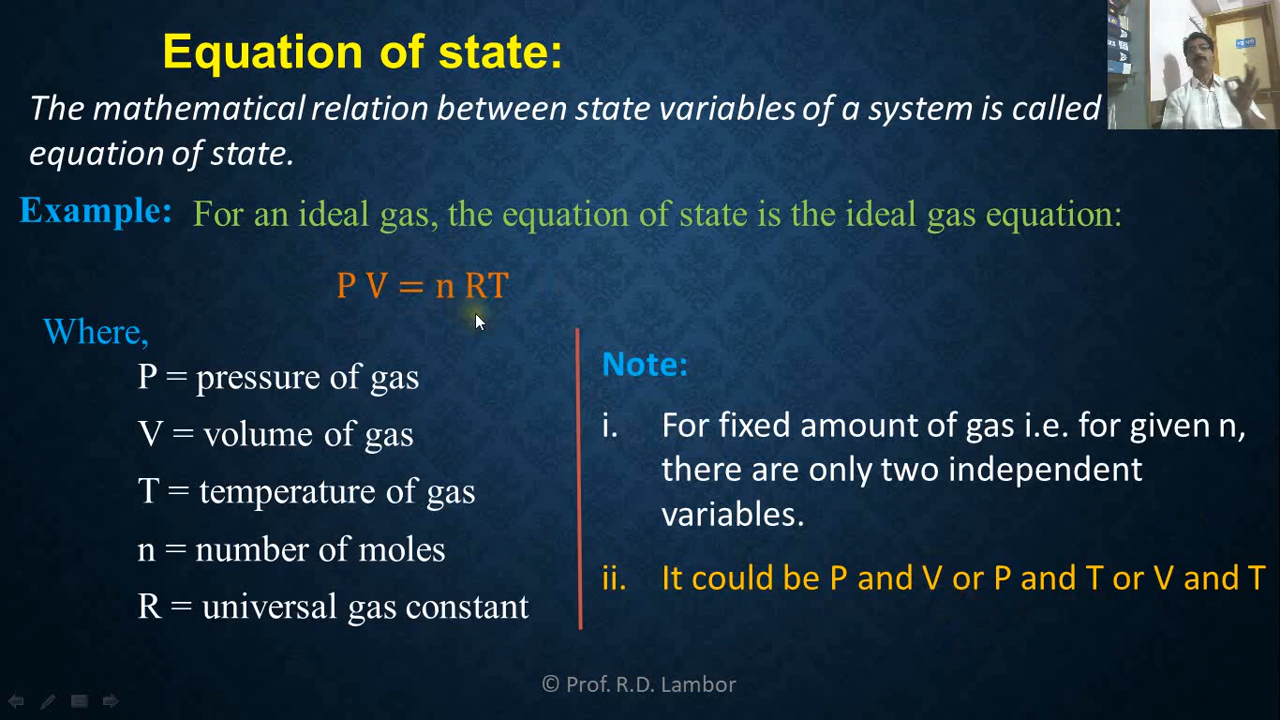 Equation of state:
The mathematical relation between state variables of a system is called
equation of state.
Example: For an ideal gas, the equation of state is the ideal gas equation:
P V = n RT
Where,
P = pressure of gas
V = volume of gas
T = temperature of gas
n = number of moles
R = universal gas constant
Note:
i. For fixed amount of gas i.e. for given n,
there are only two independent
variables.
ii. It could be P and V or P and T or V and T
© Prof. R.D. Lambor